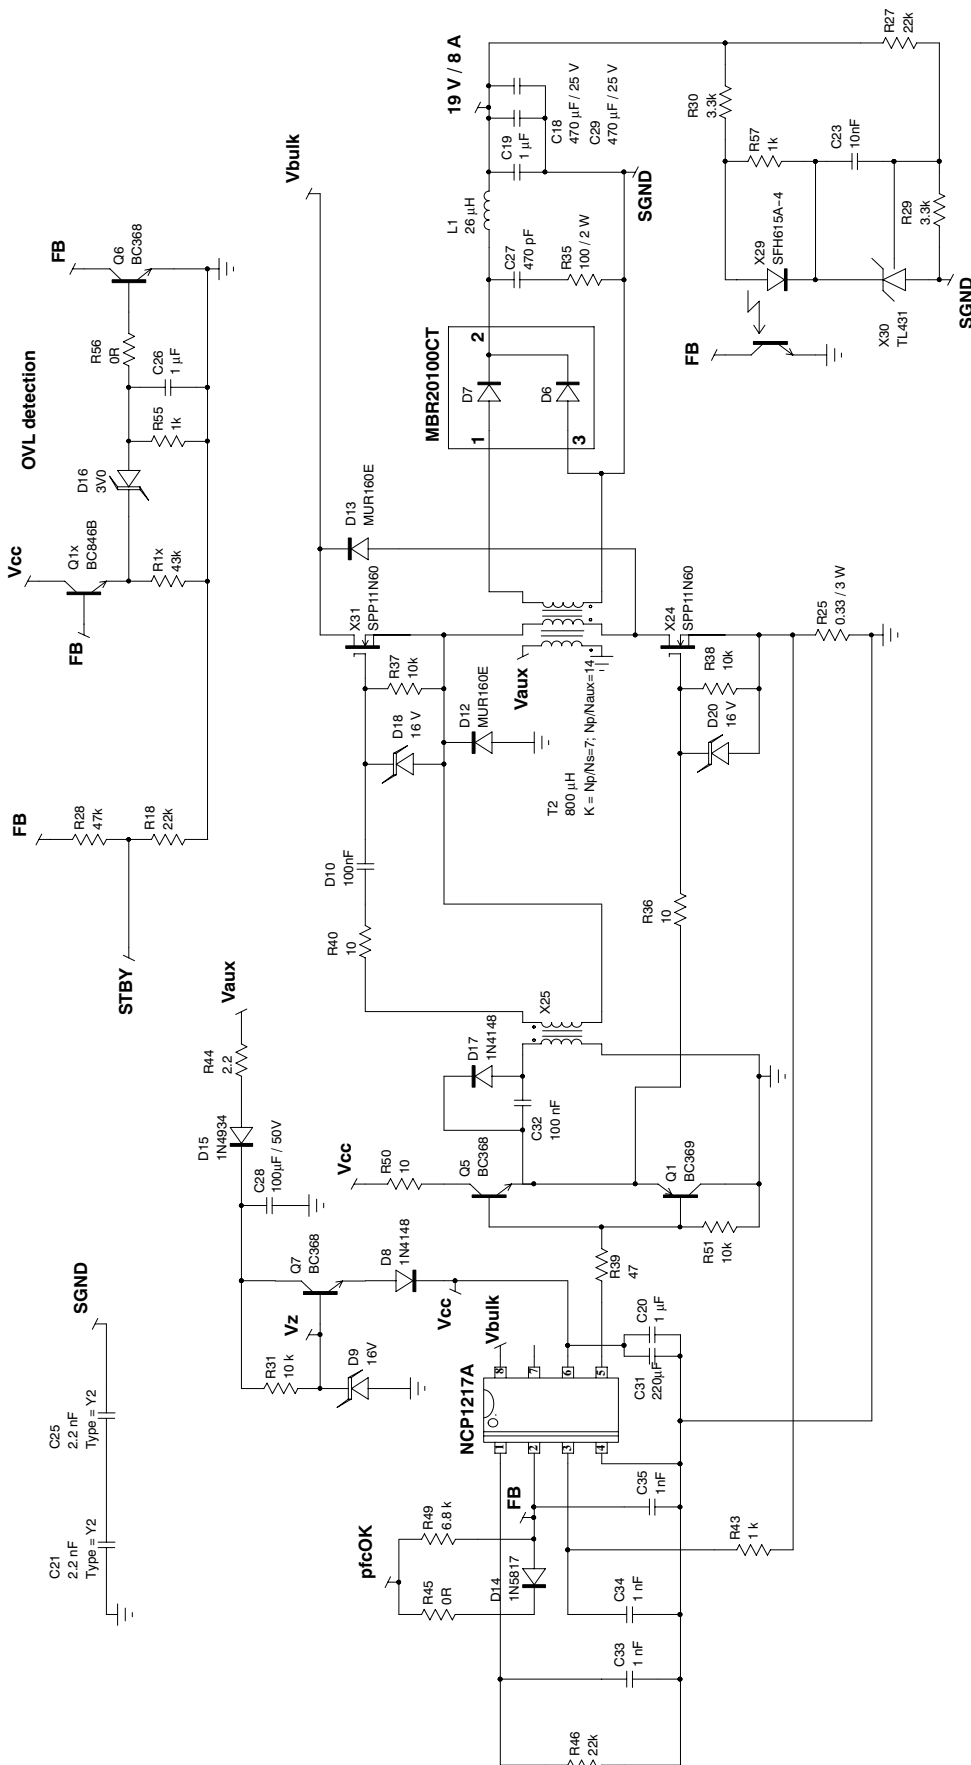 FB
Q6
BC368
OVL detection
R56
0R
C26
1 µF
R55
1k
D16
3V0
Vcc
Q1x
BC846B
R1x
43k
FB
FB
R28
47k
R18
22k
STBY
Vaux
R44
2.2
D15
1N4934
C28
100µF / 50V
Q7
BC368
Vz
D8
1N4148
Vcc
R31
10 k
D9
16V
SGND
C25
2.2 nF
Type = Y2
C21
2.2 nF
Type = Y2
Vbulk
19 V / 8 A
C19
1 µF
C18
470 µF / 25 V
C29
470 µF / 25 V
L1
26 µH
C27
470 pF
R35
100 / 2 W
SGND
MBR20100CT
2
D7
D6
1
3
D13
MUR160E
X31
SPP11N60
R37
10k
D18
16 V
D12
MUR160E
Vaux
T2
800 µH
K = Np/Ns=7; Np/Naux=14
X24
SPP11N60
R38
10k
D20
16 V
R25
0.33 / 3 W
D10
100nF
R40
10
R36
10
X25
D17
1N4148
C32
100 nF
Vcc
R50
10
Q5
BC368
Q1
BC369
R51
10k
R39
47
Vbulk
NCP1217A
8
7
6
5
1
2
3
4
C20
1 µF
C31
220µF
FB
C35
1nF
pfcOK
R49
6.8 k
R45
0R
D14
1N5817
R43
1 k
C34
1 nF
C33
1 nF
R46
22k
R27
22k
R30
3.3k
R57
1k
C23
10nF
R29
3.3k
X29
SFH615A-4
FB
X30
TL431
SGND